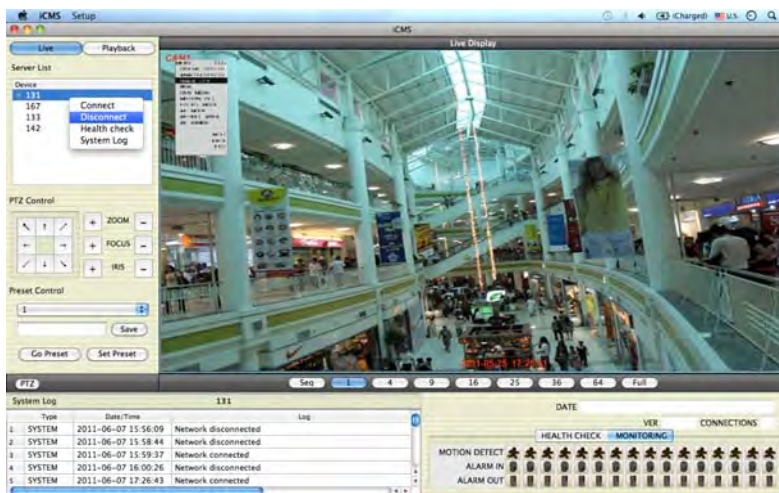 iCMS Setup
(Charged) U.S.
iCMS
Live Playback
Live Display
Server List
Device
131
167
133
142
Connect
Disconnect
Health check
System Log
CAM1
PTZ Control
+ ZOOM -
+ FOCUS -
+ IRIS -
Preset Control
1
Save
Go Preset Set Preset
PTZ
Seq 1 4 9 16 25 36 64 Full
System Log 131
Type Date/Time Log
1 SYSTEM 2011-06-07 15:56:09 Network disconnected
2 SYSTEM 2011-06-07 15:58:44 Network disconnected
3 SYSTEM 2011-06-07 15:59:37 Network connected
4 SYSTEM 2011-06-07 16:00:26 Network disconnected
5 SYSTEM 2011-06-07 17:26:43 Network connected
DATE
VER CONNECTIONS
HEALTH CHECK MONITORING
MOTION DETECT
ALARM IN
ALARM OUT